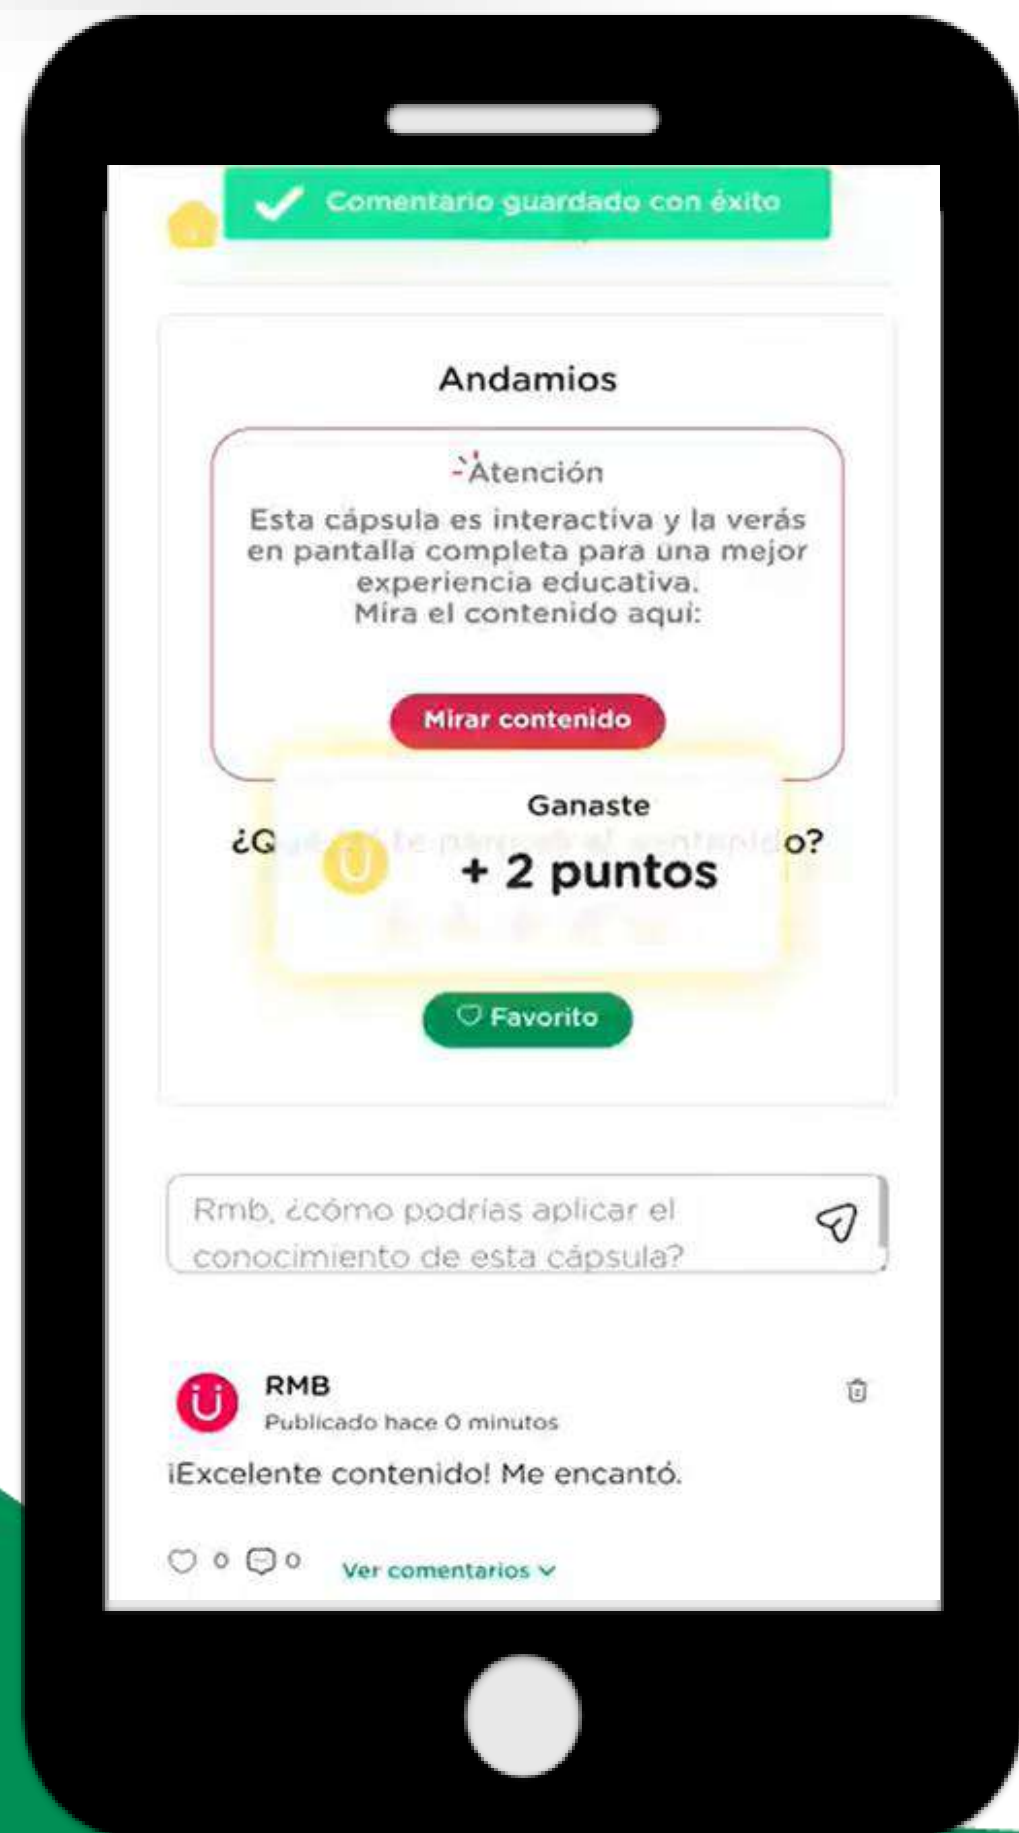 Comentario guardado con éxito
Andamios
Atención
Esta cápsula es interactiva y la verás
en pantalla completa para una mejor
experiencia educativa.
Mira el contenido aquí:
Mirar contenido
Ganaste
+ 2 puntos
Favorito
Rmb, ¿cómo podrías aplicar el
conocimiento de esta cápsula?
RMB
Publicado hace 0 minutos
¡Excelente contenido! Me encantó.
0 0 Ver comentarios